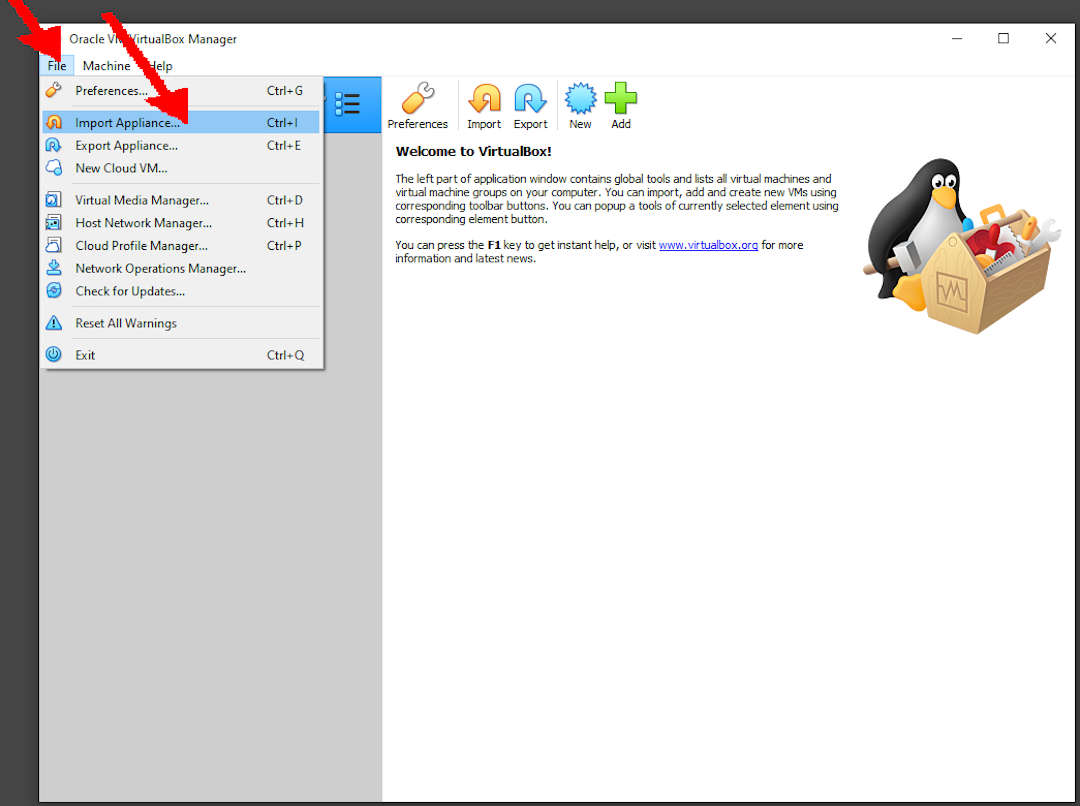 Oracle VM VirtualBox Manager
File Machine Help
Preferences... Ctrl+G
Import Appliance... Ctrl+I
Export Appliance... Ctrl+E
New Cloud VM...
Virtual Media Manager... Ctrl+D
Host Network Manager... Ctrl+H
Cloud Profile Manager... Ctrl+P
Network Operations Manager...
Check for Updates...
Reset All Warnings
Exit Ctrl+Q
Preferences Import Export New Add
Welcome to VirtualBox!
The left part of application window contains global tools and lists all virtual machines and
virtual machine groups on your computer. You can import, add and create new VMs using
corresponding toolbar buttons. You can popup a tools of currently selected element using
corresponding element button.
You can press the F1 key to get instant help, or visit www.virtualbox.org for more
information and latest news.